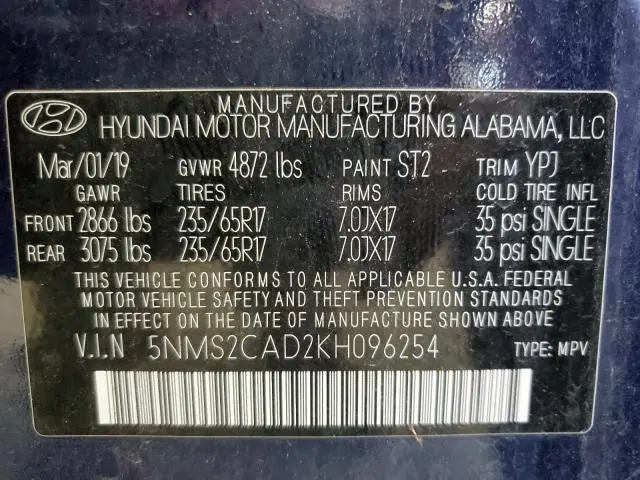 MANUFACTURED BY
HYUNDAI MOTOR MANUFACTURING ALABAMA, LLC
Mar/01/19 GVWR 4872 lbs PAINT ST2 TRIM YPJ
GAWR TIRES RIMS COLD TIRE INFL
FRONT 2866 lbs 235/65R17 7.0JX17 35 psi SINGLE
REAR 3075 lbs 235/65R17 7.0JX17 35 psi SINGLE
THIS VEHICLE CONFORMS TO ALL APPLICABLE U.S.A. FEDERAL
MOTOR VEHICLE SAFETY AND THEFT PREVENTION STANDARDS
IN EFFECT ON THE DATE OF MANUFACTURE SHOWN ABOVE.
V.I.N 5NMS2CAD2KH096254 TYPE: MPV